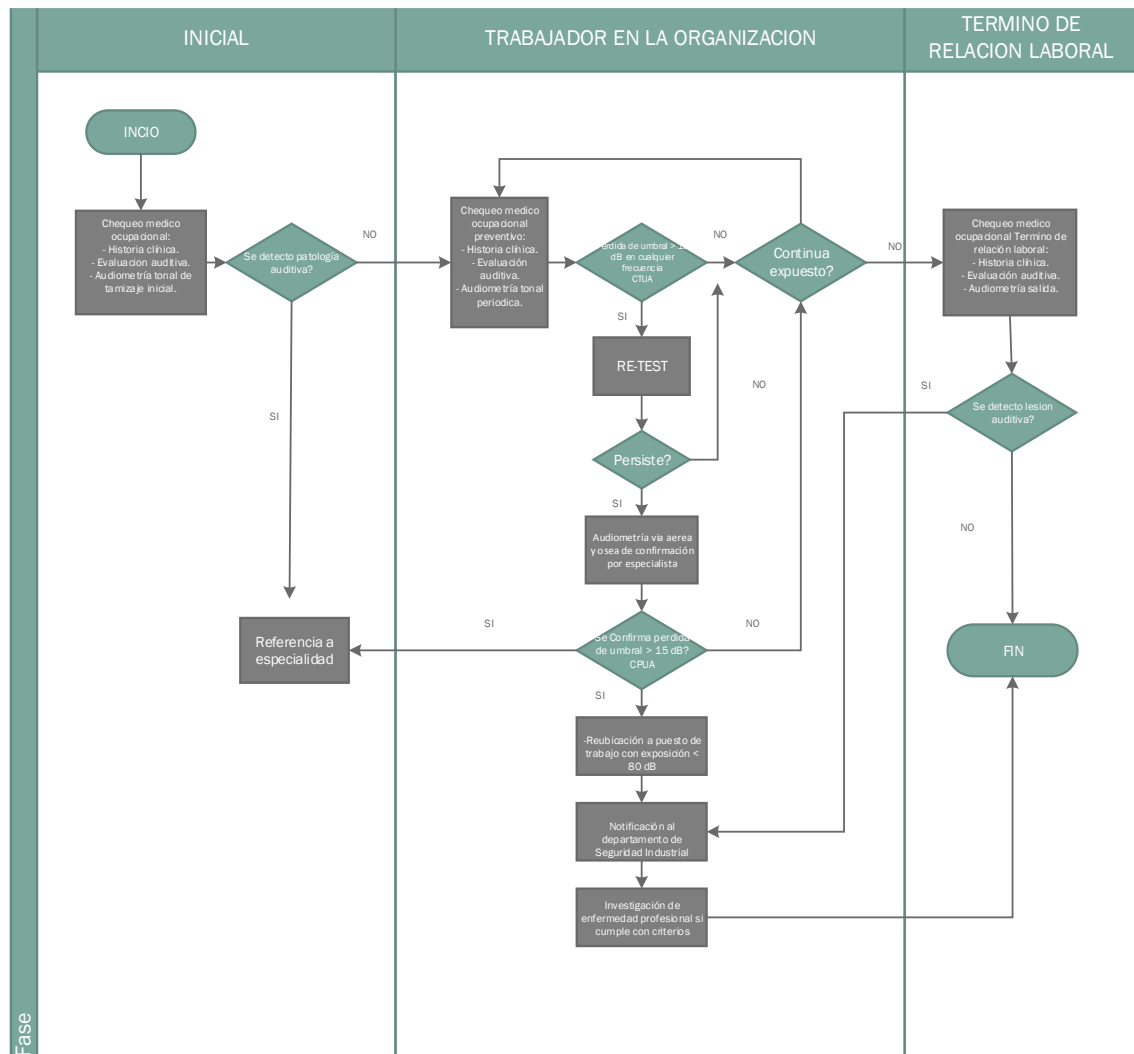 INICIAL
TRABAJADOR EN LA ORGANIZACION
TERMINO DE
RELACION LABORAL
Fase
INCIO
Chequeo medico
ocupacional:
- Historia clínica.
- Evaluacion auditiva.
- Audiometría tonal de
tamizaje inicial.
Se detecto patología
auditiva?
NO
SI
Referencia a
especialidad
Chequeo medico
ocupacional
preventivo:
- Historia clínica.
- Evaluación
auditiva.
- Audiometría tonal
periodica.
de umbral >
dB en cualquier
frecuencia
CTUA
NO
SI
RE-TEST
Persiste?
NO
SI
Audiometría via aerea
y osea de confirmación
por especialista
Se Confirma perdida
de umbral > 15 dB?
CPUA
SI
NO
SI
-Reubicación a puesto de
trabajo con exposición <
80 dB
Notificación al
departamento de
Seguridad Industrial
Investigación de
enfermedad profesional si
cumple con criterios
Continua
expuesto?
NO
Chequeo medico
ocupacional Termino de
relación laboral:
- Historia clínica.
- Evaluación auditiva.
- Audiometría salida.
Se detecto lesion
auditiva?
SI
NO
FIN